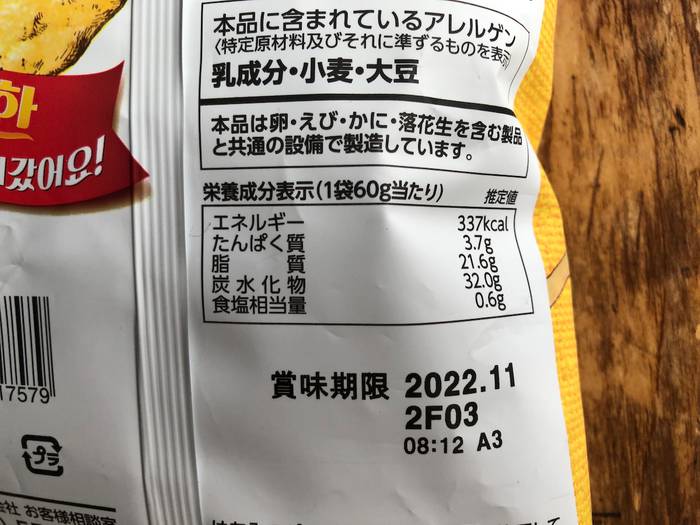 하
갔어요!
本品に含まれているアレルゲン
〈特定原材料及びそれに準ずるものを表示
乳成分・小麦・大豆
本品は卵・えび・かに・落花生を含む製品
と共通の設備で製造しています。
栄養成分表示(1袋60g当たり) 推定値
エネルギー 337kcal
たんぱく質 3.7g
脂質 21.6g
炭水化物 32.0g
食塩相当量 0.6g
賞味期限 2022.11
2F03
08:12 A3
17579
プラ
会社 お客様相談室